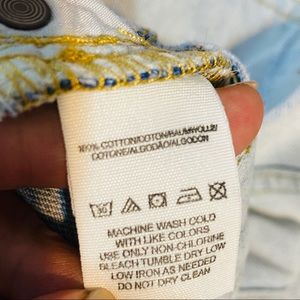 100% COTTON/COTON/BAUMWOLLE/
COTONE/ALGODÃO/ALGODON
30
MACHINE WASH COLD
WITH LIKE COLORS
USE ONLY NON-CHLORINE
BLEACH TUMBLE DRY LOW
LOW IRON AS NEEDED
DO NOT DRY CLEAN